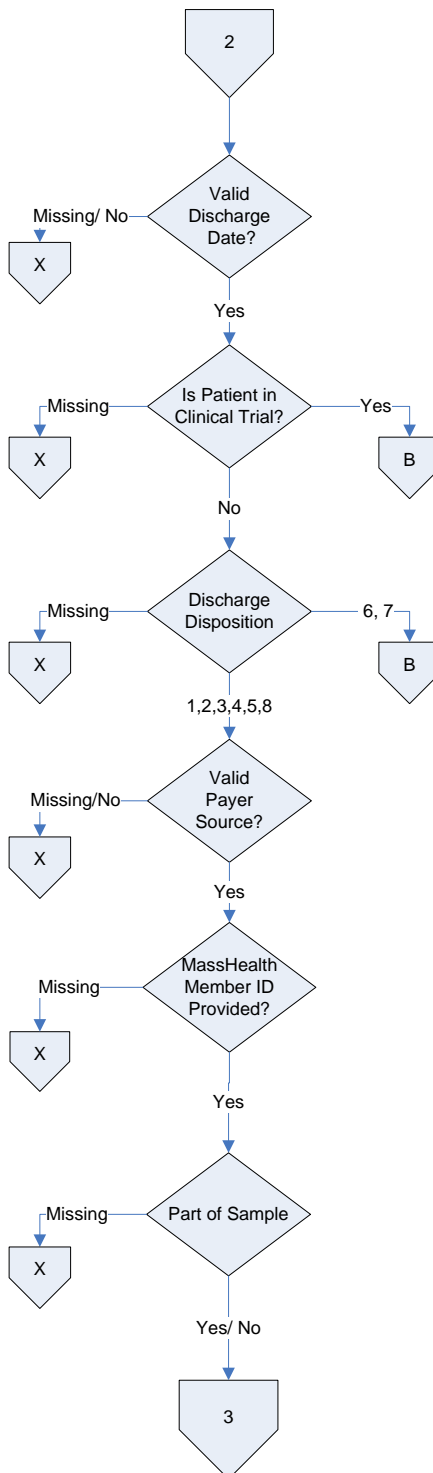 2
Valid
Discharge
Date?
Missing/ No
X
Yes
Is Patient in
Clinical Trial?
Missing
Yes
X
B
No
Discharge
Disposition
Missing
6, 7
X
B
1,2,3,4,5,8
Valid
Payer
Source?
Missing/No
X
Yes
MassHealth
Member ID
Provided?
Missing
X
Yes
Part of Sample
Missing
X
Yes/ No
3